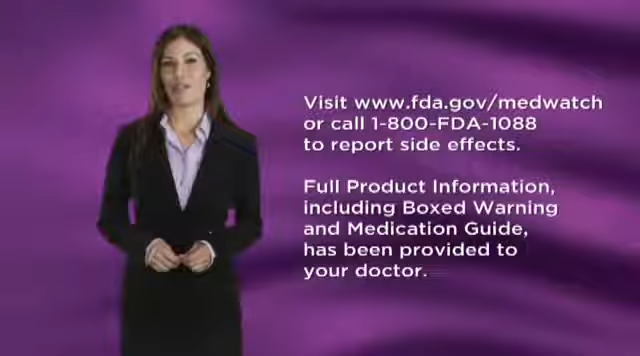 Visit www.fda.gov/medwatch
or call 1-800-FDA-1088
to report side effects.
Full Product Information,
including Boxed Warning
and Medication Guide,
has been provided to
your doctor.